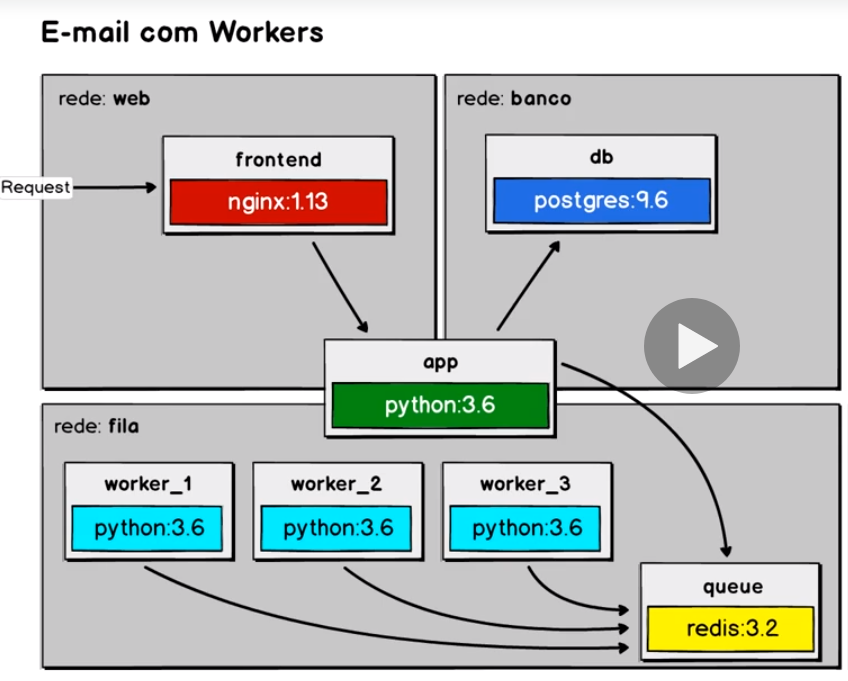 E-mail com Workers
rede: web
rede: banco
frontend
nginx:1.13
db
postgres:9.6
Request
app
python:3.6
rede: fila
worker_1
python:3.6
worker_2
python:3.6
worker_3
python:3.6
queue
redis:3.2